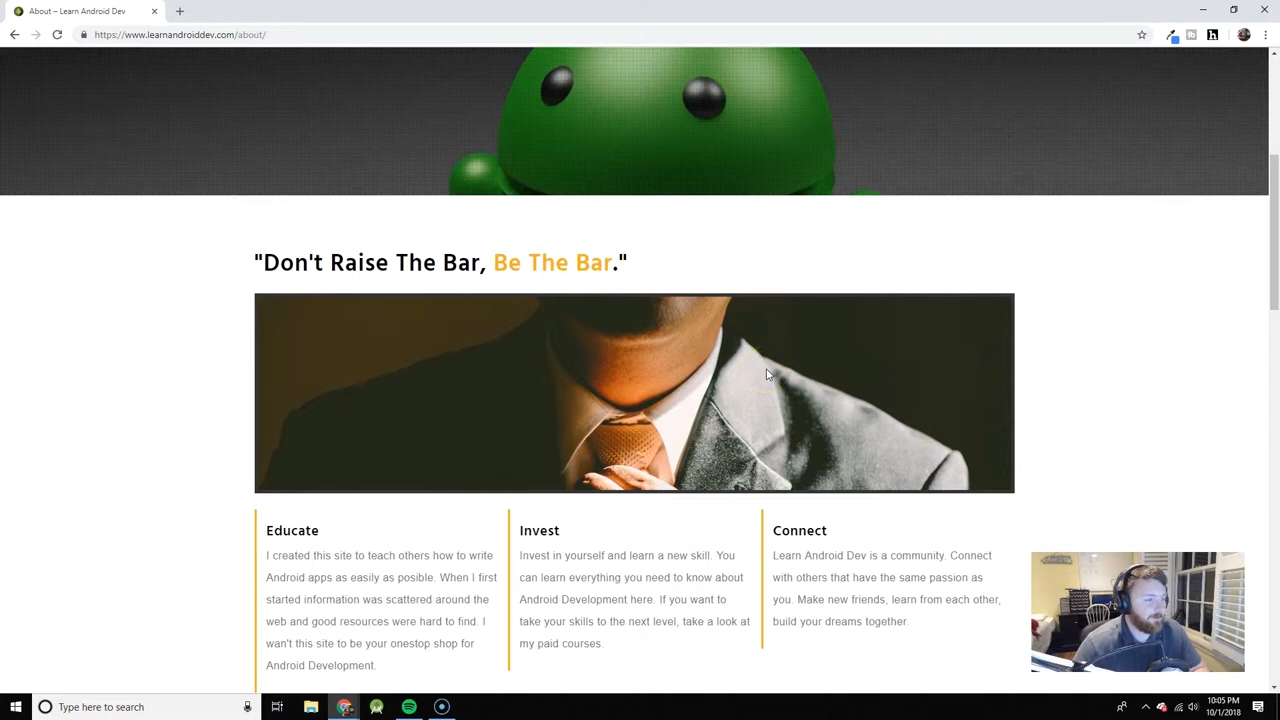 About – Learn Android Dev
https://www.learnandroiddev.com/about/
"Don't Raise The Bar, Be The Bar."
Educate
I created this site to teach others how to write
Android apps as easily as posible. When I first
started information was scattered around the
web and good resources were hard to find. I
wan't this site to be your onestop shop for
Android Development.
Invest
Invest in yourself and learn a new skill. You
can learn everything you need to know about
Android Development here. If you want to
take your skills to the next level, take a look at
my paid courses.
Connect
Learn Android Dev is a community. Connect
with others that have the same passion as
you. Make new friends, learn from each other,
build your dreams together.
Type here to search
10:05 PM
10/1/2018